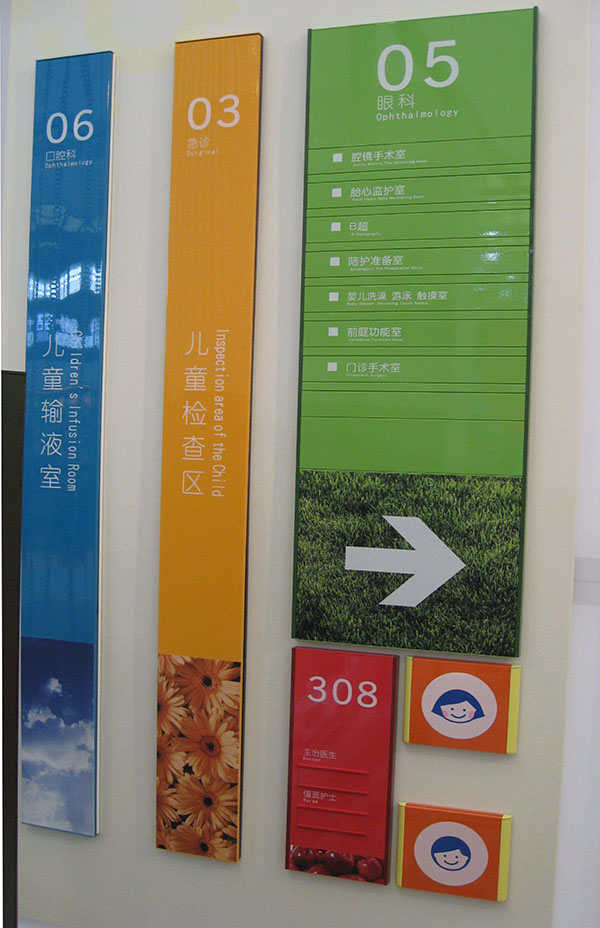 06
口腔科
Ophthalmology
儿童输液室
Children's Infusion Room
03
急诊
Surgical
儿童检查区
Inspection area of the Child
05
眼科
Ophthalmology
腔镜手术室
胎心监护室
B超
陪护准备室
婴儿洗澡 游泳 触摸室
前庭功能室
门诊手术室
308
主治医生
Doctor
值班护士
Nurse